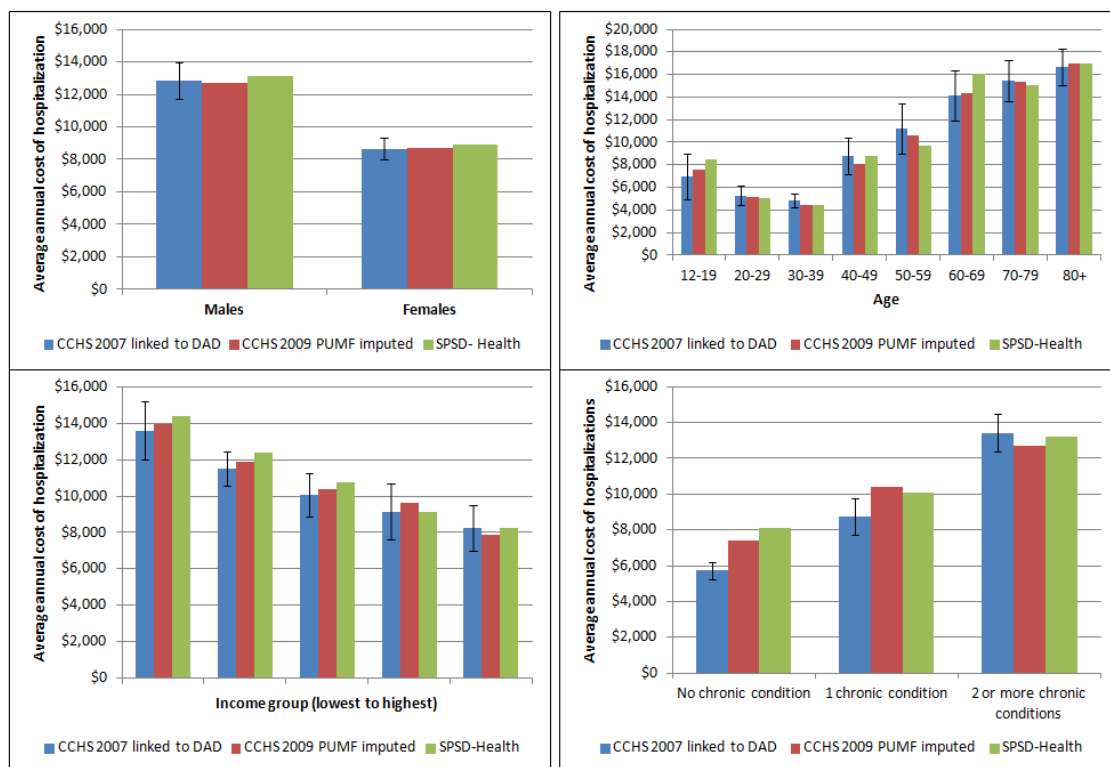 Average annual cost of hospitalization
$16,000
$14,000
$12,000
$10,000
$8,000
$6,000
$4,000
$2,000
$0
Males Females
CCHS 2007 linked to DAD CCHS 2009 PUMF imputed SPSD- Health
Average annual cost of hospitalization
$20,000
$18,000
$16,000
$14,000
$12,000
$10,000
$8,000
$6,000
$4,000
$2,000
$0
12-19 20-29 30-39 40-49 50-59 60-69 70-79 80+
Age
CCHS 2007 linked to DAD CCHS 2009 PUMF imputed SPSD-Health
Average annual cost of hospitalization
$16,000
$14,000
$12,000
$10,000
$8,000
$6,000
$4,000
$2,000
$0
Income group (lowest to highest)
CCHS 2007 linked to DAD CCHS 2009 PUMF imputed SPSD-Health
Average annual cost of hospitalizations
$16,000
$14,000
$12,000
$10,000
$8,000
$6,000
$4,000
$2,000
$0
No chronic condition 1 chronic condition 2 or more chronic
conditions
CCHS 2007 linked to DAD CCHS 2009 PUMF imputed SPSD-Health